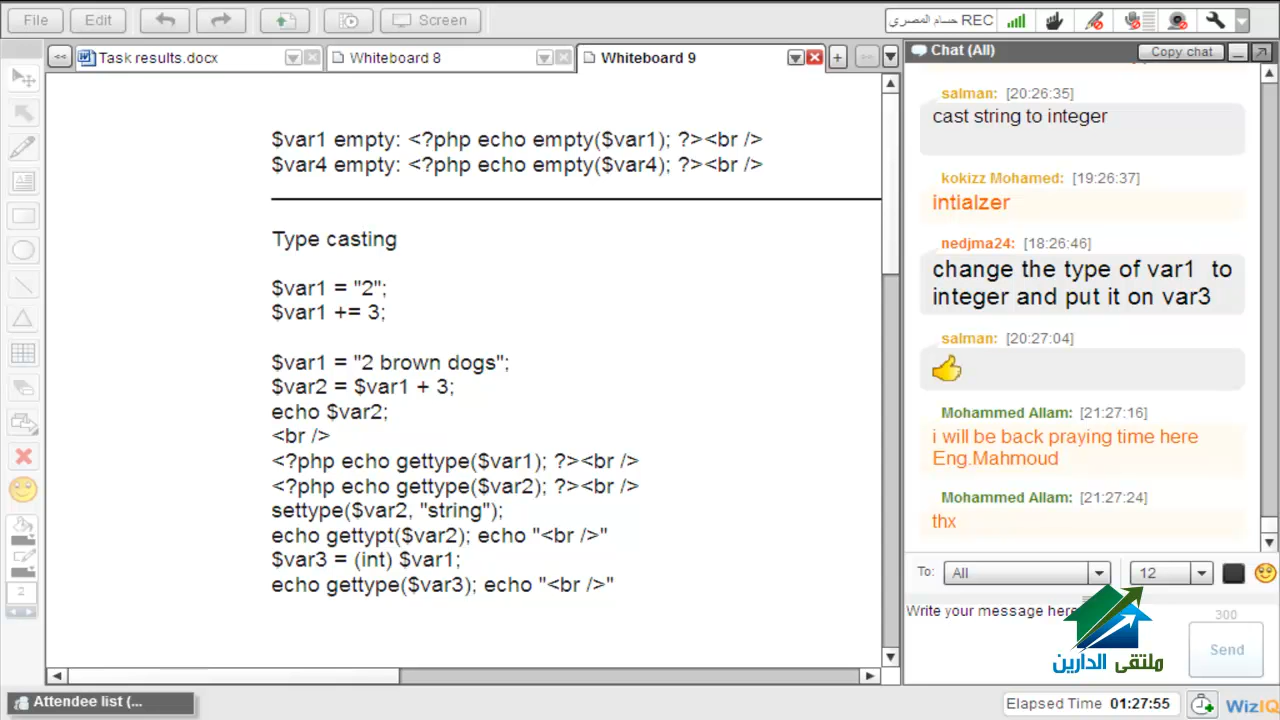 File
Edit
Screen
حسام المصري REC
Task results.docx
Whiteboard 8
Whiteboard 9
$var1 empty: <?php echo empty($var1); ?><br />
$var4 empty: <?php echo empty($var4); ?><br />
Type casting
$var1 = "2";
$var1 += 3;
$var1 = "2 brown dogs";
$var2 = $var1 + 3;
echo $var2;
<br />
<?php echo gettype($var1); ?><br />
<?php echo gettype($var2); ?><br />
settype($var2, "string");
echo gettypt($var2); echo "<br />"
$var3 = (int) $var1;
echo gettype($var3); echo "<br />"
2
Chat (All)
Copy chat
salman: [20:26:35]
cast string to integer
kokizz Mohamed: [19:26:37]
intialzer
nedjma24: [18:26:46]
change the type of var1 to
integer and put it on var3
salman: [20:27:04]
Mohammed Allam: [21:27:16]
i will be back praying time here
Eng.Mahmoud
Mohammed Allam: [21:27:24]
thx
To: All
12
Write your message here
300
Send
ملتقى الدارين
Attendee list (...
Elapsed Time 01:27:55
WizIQ